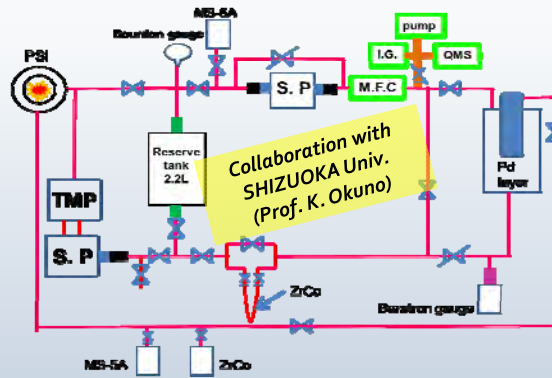 MS-5A
Bourdon gauge
PSI
pump
I.G.
QMS
S. P
M.F.C
Reserve
tank
2.2L
Collaboration with
SHIZUOKA Univ.
(Prof. K. Okuno)
Pd
layer
TMP
S. P
ZrCo
Baratron gauge
MS-5A
ZrCo